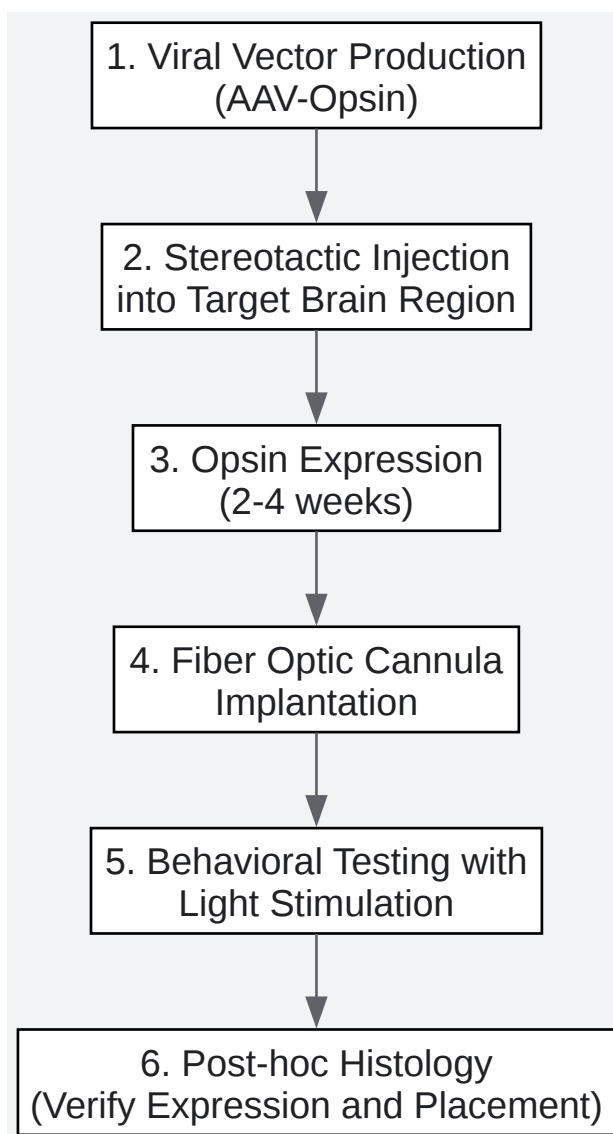 1. Viral Vector Production
(AAV-Opsin)
2. Stereotactic Injection
into Target Brain Region
3. Opsin Expression
(2-4 weeks)
4. Fiber Optic Cannula
Implantation
5. Behavioral Testing with
Light Stimulation
6. Post-hoc Histology
(Verify Expression and Placement)